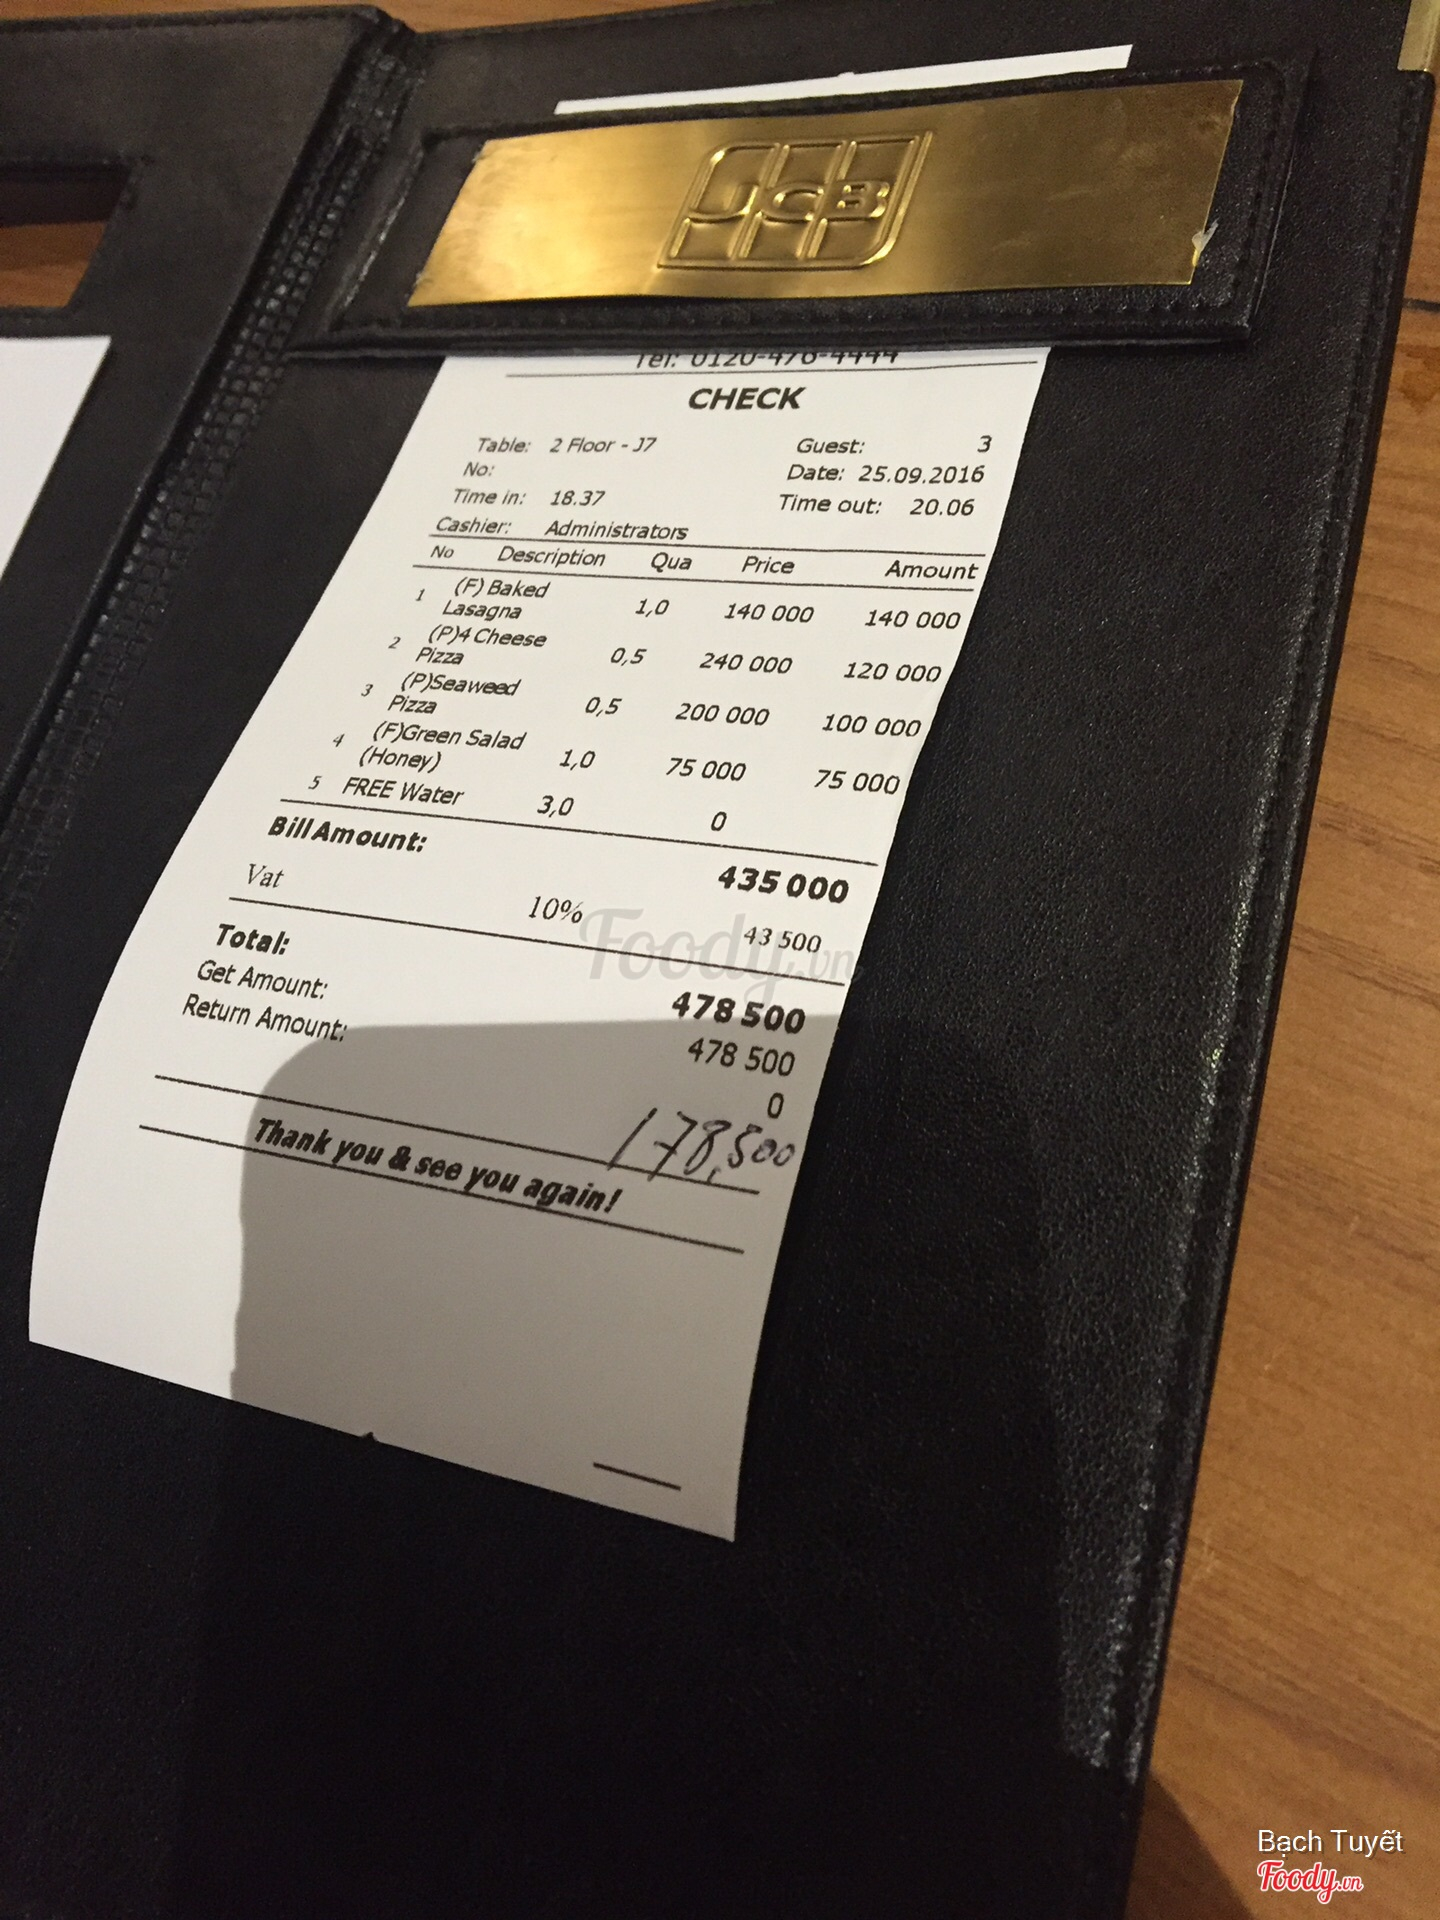 JCB
Tel: 0120-476-4444
CHECK
Table: 2 Floor - J7 Guest: 3
No: Date: 25.09.2016
Time in: 18.37 Time out: 20.06
Cashier: Administrators
No Description Qua Price Amount
1 (F) Baked Lasagna 1,0 140 000 140 000
2 (P)4 Cheese Pizza 0,5 240 000 120 000
3 (P)Seaweed Pizza 0,5 200 000 100 000
4 (F)Green Salad (Honey) 1,0 75 000 75 000
5 FREE Water 3,0 0
Bill Amount: 435 000
Vat 10% 43 500
Total: 478 500
Get Amount: 478 500
Return Amount: 0
178,500
Thank you & see you again!
Foody.vn
Bạch Tuyết
Foody.vn